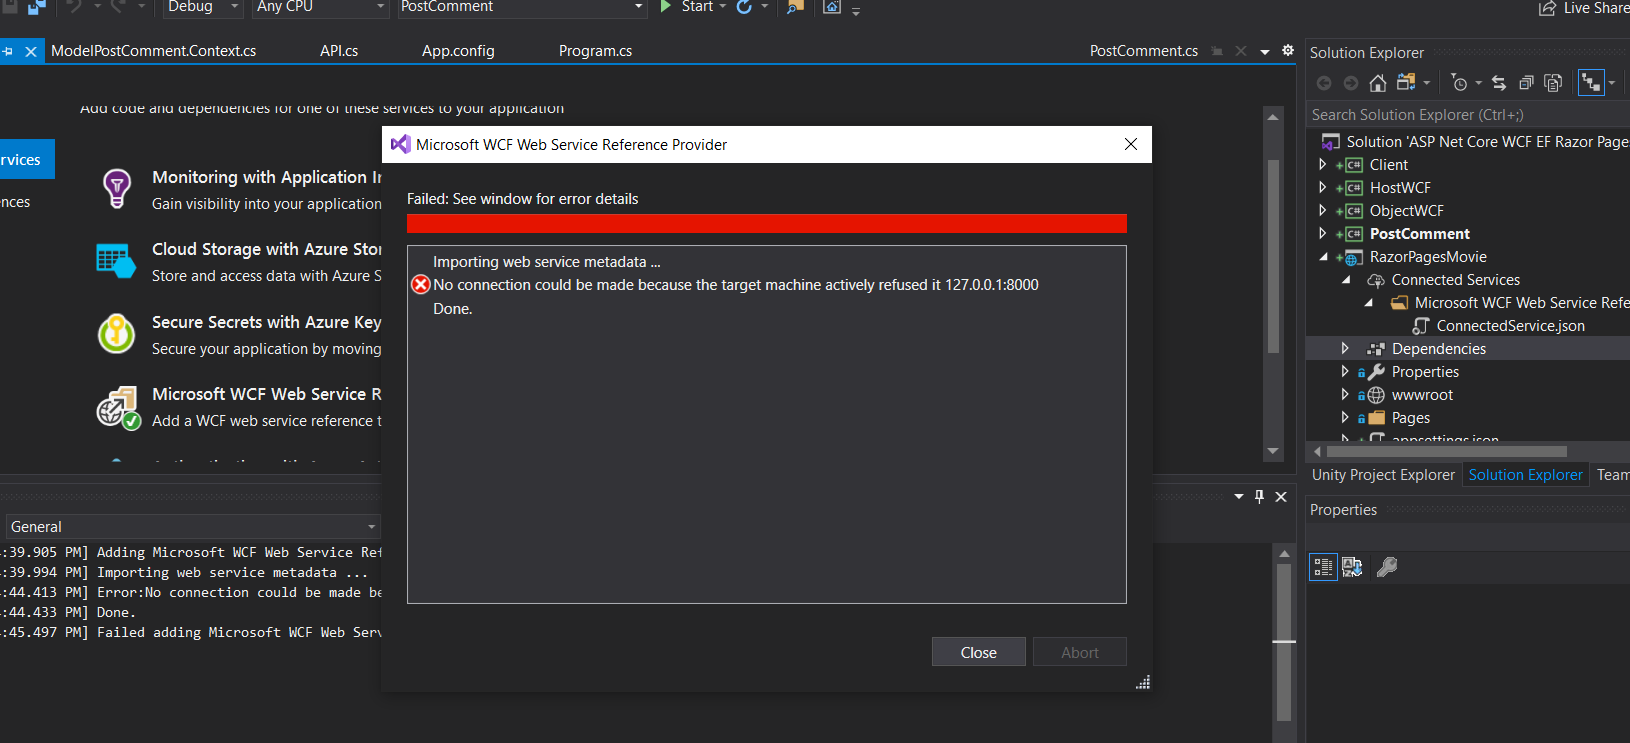 Debug
Any CPU
PostComment
Start
Live Share
ModelPostComment.Context.cs
API.cs
App.config
Program.cs
PostComment.cs
Add code and dependencies for one of these services to your application
rvices
nces
Monitoring with Application In
Gain visibility into your application
Cloud Storage with Azure Stor
Store and access data with Azure S
Secure Secrets with Azure Key
Secure your application by moving
Microsoft WCF Web Service R
Add a WCF web service reference t
Microsoft WCF Web Service Reference Provider
Failed: See window for error details
Importing web service metadata ...
No connection could be made because the target machine actively refused it 127.0.0.1:8000
Done.
Close
Abort
General
:39.905 PM] Adding Microsoft WCF Web Service Ref
:39.994 PM] Importing web service metadata ...
:44.413 PM] Error:No connection could be made be
:44.433 PM] Done.
:45.497 PM] Failed adding Microsoft WCF Web Serv
Solution Explorer
Search Solution Explorer (Ctrl+;)
Solution 'ASP Net Core WCF EF Razor Page
C# Client
C# HostWCF
C# ObjectWCF
C# PostComment
RazorPagesMovie
Connected Services
Microsoft WCF Web Service Refe
ConnectedService.json
Dependencies
Properties
wwwroot
Pages
appsettings.json
Unity Project Explorer
Solution Explorer
Team
Properties